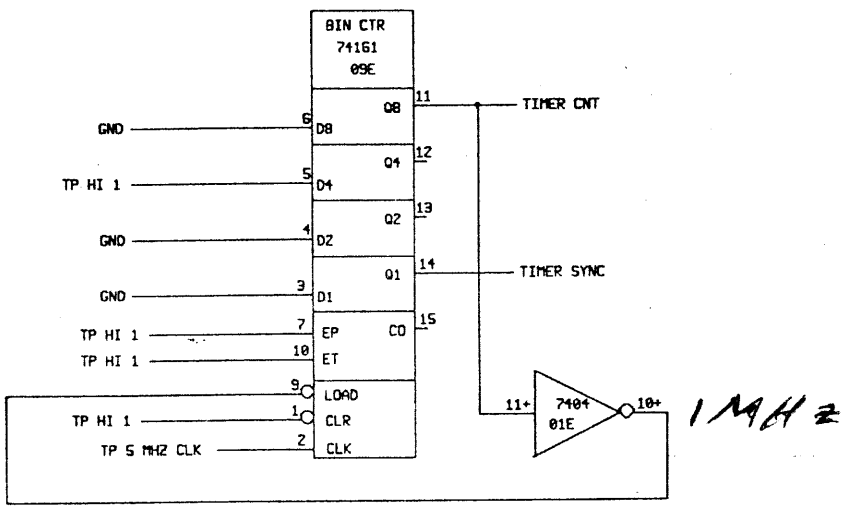 BIN CTR
74161
09E
Q8 11 TIMER CNT
GND 6 D8
Q4 12
TP HI 1 5 D4
Q2 13
GND 4 D2
Q1 14 TIMER SYNC
GND 3 D1
CO 15
TP HI 1 7 EP
TP HI 1 10 ET
9 LOAD
TP HI 1 1 CLR
TP 5 MHZ CLK 2 CLK
11+ 7404 10+
01E
1 MHz